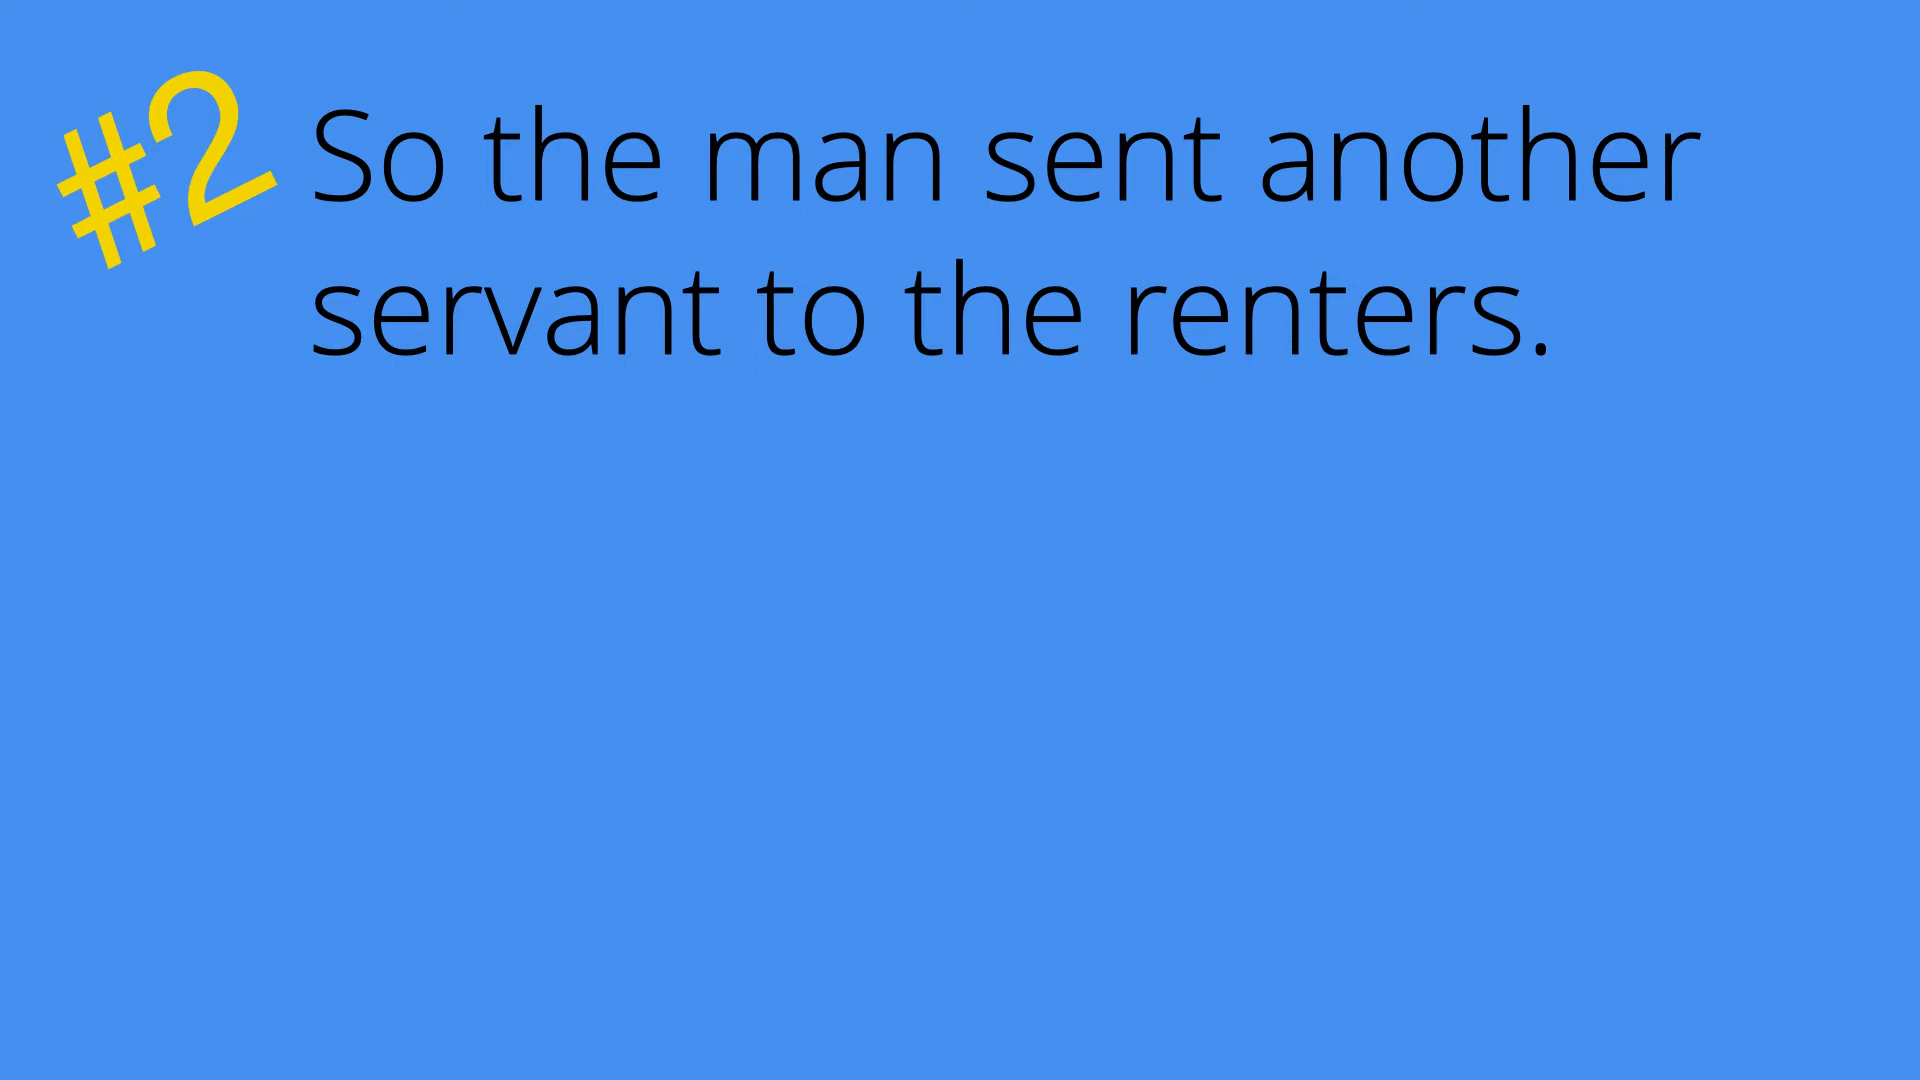 #2
So the man sent another
servant to the renters.